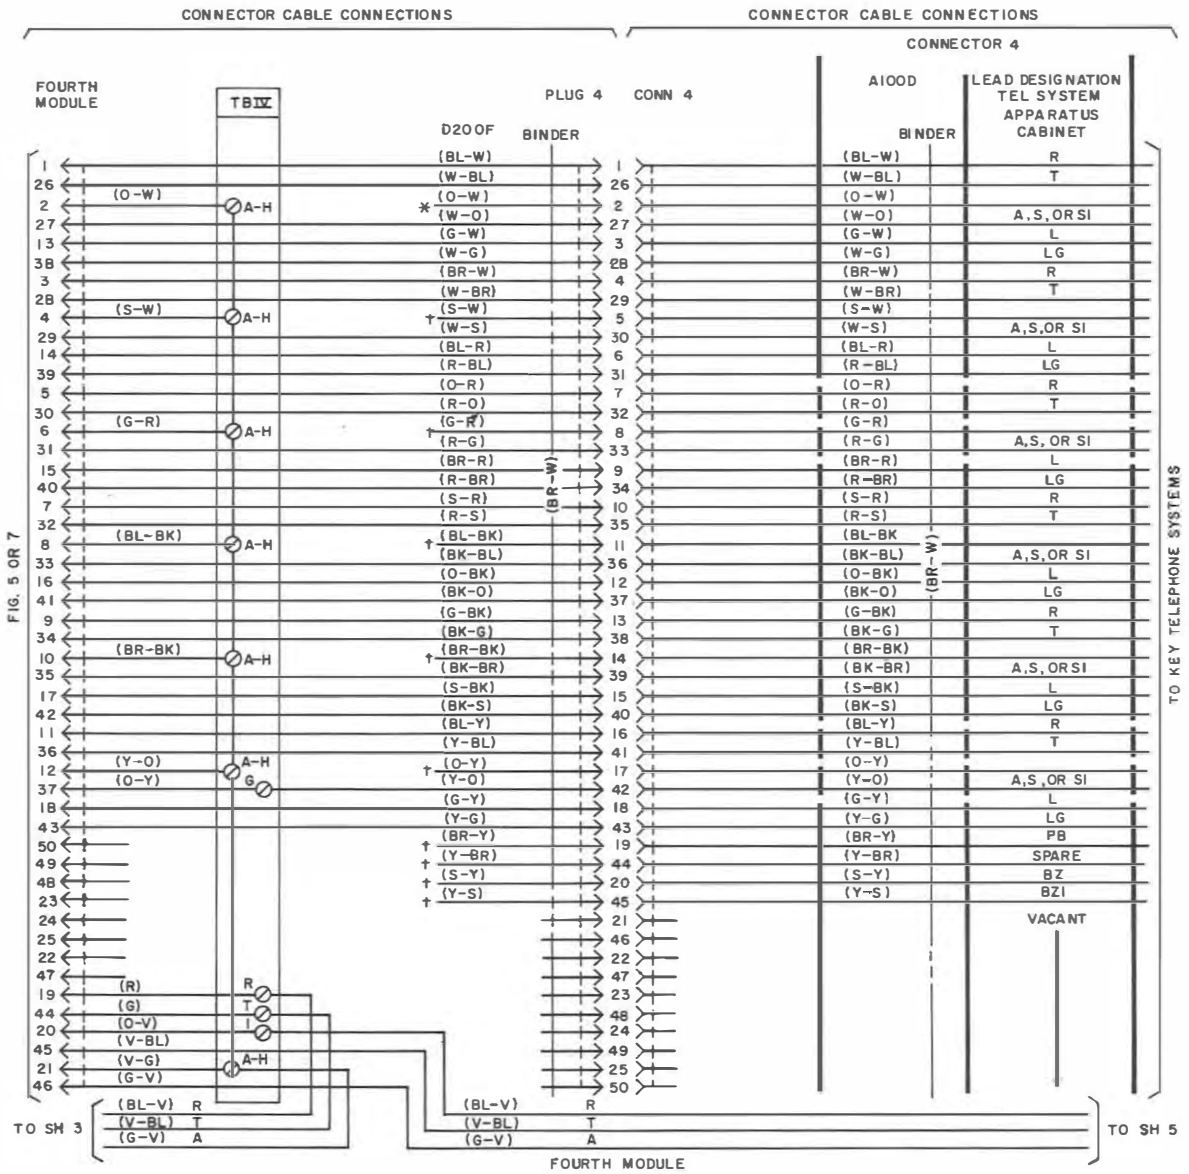 CONNECTOR CABLE CONNECTIONS CONNECTOR CABLE CONNECTIONS
CONNECTOR 4
FOURTH MODULE TBIV D200F BINDER PLUG 4 CONN 4 A100D BINDER LEAD DESIGNATION
TEL SYSTEM
APPARATUS
CABINET
1 (BL-W) 1 (BL-W) R
26 (W-BL) 26 (W-BL) T
2 (O-W) A-H * (O-W) 2 (O-W)
27 (W-O) 27 (W-O) A,S,OR SI
13 (G-W) 3 (G-W) L
38 (W-G) 28 (W-G) LG
3 (BR-W) 4 (BR-W) R
28 (W-BR) 29 (W-BR) T
4 (S-W) A-H † (S-W) 5 (S-W)
29 (W-S) 30 (W-S) A,S,OR SI
14 (BL-R) 6 (BL-R) L
39 (R-BL) 31 (R-BL) LG
5 (O-R) 7 (O-R) R
30 (R-O) 32 (R-O) T
6 (G-R) A-H † (G-R) 8 (G-R)
31 (R-G) 33 (R-G) A,S, OR SI
15 (BR-R) 9 (BR-R) L
40 (R-BR) 34 (R-BR) LG
7 (S-R) 10 (S-R) R
32 (R-S) 35 (R-S) T
8 (BL-BK) A-H † (BL-BK) 11 (BL-BK
33 (BK-BL) 36 (BK-BL) A,S,OR SI
16 (O-BK) 12 (O-BK) L
41 (BK-O) 37 (BK-O) LG
9 (G-BK) 13 (G-BK) R
34 (BK-G) 38 (BK-G) T
10 (BR-BK) A-H † (BR-BK) 14 (BR-BK)
35 (BK-BR) 39 (BK-BR) A,S,OR SI
17 (S-BK) 15 (S-BK) L
42 (BK-S) 40 (BK-S) LG
11 (BL-Y) 16 (BL-Y) R
36 (Y-BL) 41 (Y-BL) T
12 (Y-O) A-H † (O-Y) 17 (O-Y)
37 (O-Y) G (Y-O) 42 (Y-O) A,S,OR SI
18 (G-Y) 18 (G-Y) L
43 (Y-G) 43 (Y-G) LG
50 † (BR-Y) 19 (BR-Y) PB
49 † (Y-BR) 44 (Y-BR) SPARE
48 † (S-Y) 20 (S-Y) BZ
23 † (Y-S) 45 (Y-S) BZI
24 21 VACANT
25 46
22 22
47 47
19 (R) R 23
44 (G) T 48
20 (O-V) I 24
45 (V-BL) 49
21 (V-G) A-H 25
46 (G-V) 50
(BR-W)
(BR-W)
FIG. 5 OR 7
TO KEY TELEPHONE SYSTEMS
(BL-V) R (BL-V) R
TO SH 3 (V-BL) T (V-BL) T TO SH 5
(G-V) A (G-V) A
FOURTH MODULE